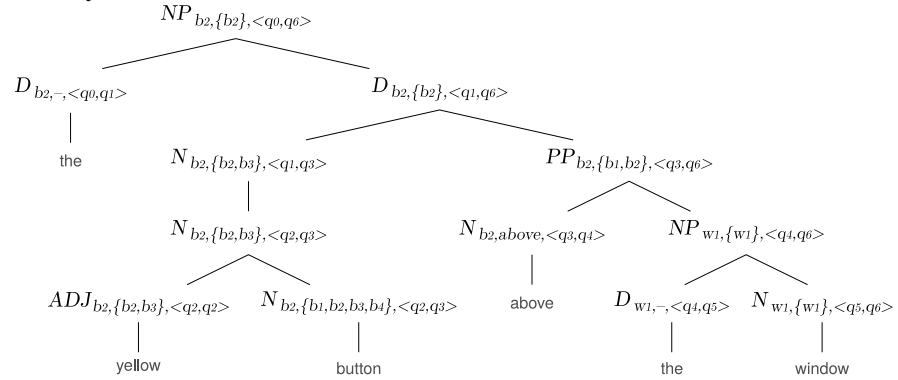 NP b2,{b2},<q0,q6>
D b2,–,<q0,q1> D b2,{b2},<q1,q6>
the N b2,{b2,b3},<q1,q3> PP b2,{b1,b2},<q3,q6>
N b2,{b2,b3},<q2,q3> N b2,above,<q3,q4> NP w1,{w1},<q4,q6>
ADJ b2,{b2,b3},<q2,q2> N b2,{b1,b2,b3,b4},<q2,q3> above D w1,–,<q4,q5> N w1,{w1},<q5,q6>
yellow button the window